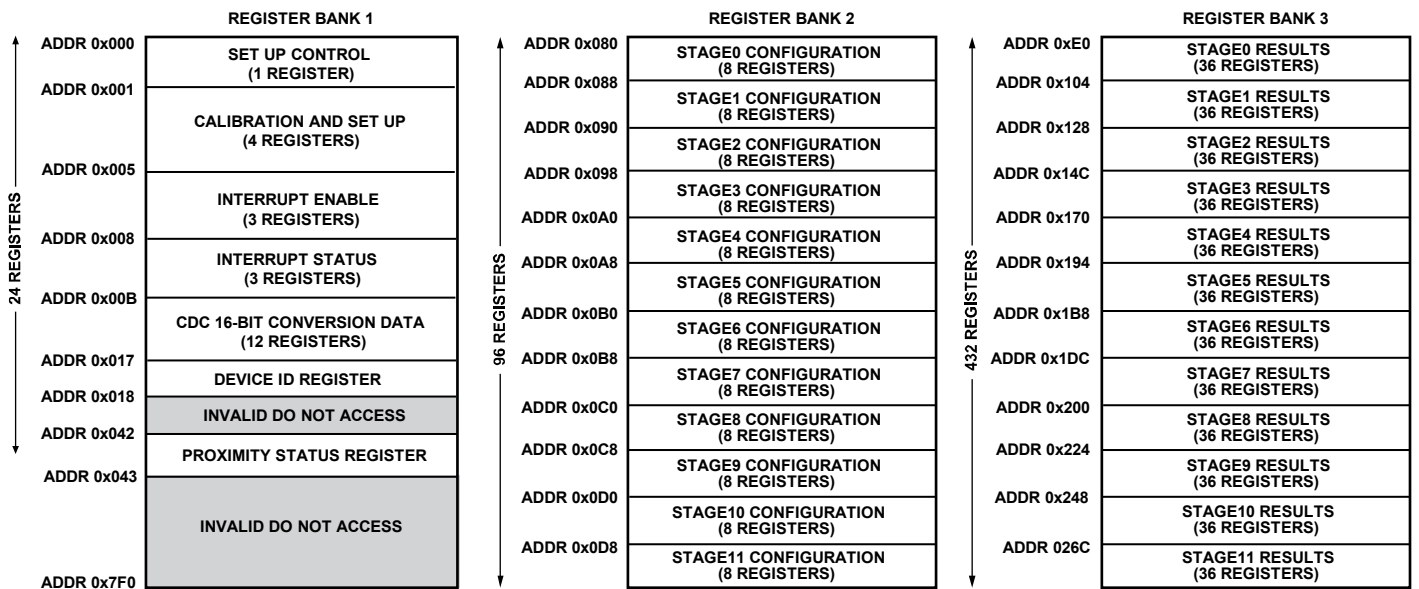 REGISTER BANK 1
24 REGISTERS
ADDR 0x000
SET UP CONTROL
(1 REGISTER)
ADDR 0x001
CALIBRATION AND SET UP
(4 REGISTERS)
ADDR 0x005
INTERRUPT ENABLE
(3 REGISTERS)
ADDR 0x008
INTERRUPT STATUS
(3 REGISTERS)
ADDR 0x00B
CDC 16-BIT CONVERSION DATA
(12 REGISTERS)
ADDR 0x017
DEVICE ID REGISTER
ADDR 0x018
INVALID DO NOT ACCESS
ADDR 0x042
PROXIMITY STATUS REGISTER
ADDR 0x043
INVALID DO NOT ACCESS
ADDR 0x7F0
REGISTER BANK 2
96 REGISTERS
ADDR 0x080
STAGE0 CONFIGURATION
(8 REGISTERS)
ADDR 0x088
STAGE1 CONFIGURATION
(8 REGISTERS)
ADDR 0x090
STAGE2 CONFIGURATION
(8 REGISTERS)
ADDR 0x098
STAGE3 CONFIGURATION
(8 REGISTERS)
ADDR 0x0A0
STAGE4 CONFIGURATION
(8 REGISTERS)
ADDR 0x0A8
STAGE5 CONFIGURATION
(8 REGISTERS)
ADDR 0x0B0
STAGE6 CONFIGURATION
(8 REGISTERS)
ADDR 0x0B8
STAGE7 CONFIGURATION
(8 REGISTERS)
ADDR 0x0C0
STAGE8 CONFIGURATION
(8 REGISTERS)
ADDR 0x0C8
STAGE9 CONFIGURATION
(8 REGISTERS)
ADDR 0x0D0
STAGE10 CONFIGURATION
(8 REGISTERS)
ADDR 0x0D8
STAGE11 CONFIGURATION
(8 REGISTERS)
REGISTER BANK 3
432 REGISTERS
ADDR 0xE0
STAGE0 RESULTS
(36 REGISTERS)
ADDR 0x104
STAGE1 RESULTS
(36 REGISTERS)
ADDR 0x128
STAGE2 RESULTS
(36 REGISTERS)
ADDR 0x14C
STAGE3 RESULTS
(36 REGISTERS)
ADDR 0x170
STAGE4 RESULTS
(36 REGISTERS)
ADDR 0x194
STAGE5 RESULTS
(36 REGISTERS)
ADDR 0x1B8
STAGE6 RESULTS
(36 REGISTERS)
ADDR 0x1DC
STAGE7 RESULTS
(36 REGISTERS)
ADDR 0x200
STAGE8 RESULTS
(36 REGISTERS)
ADDR 0x224
STAGE9 RESULTS
(36 REGISTERS)
ADDR 0x248
STAGE10 RESULTS
(36 REGISTERS)
ADDR 026C
STAGE11 RESULTS
(36 REGISTERS)